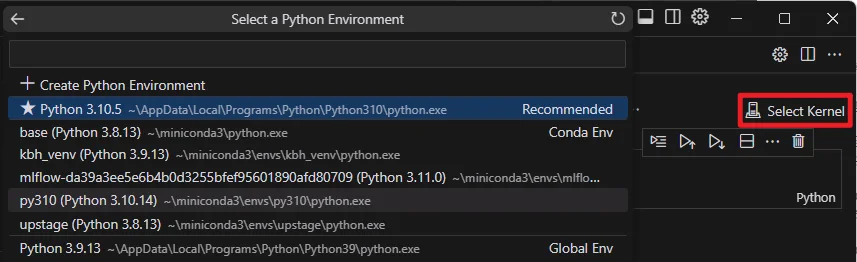 Select a Python Environment
+ Create Python Environment
★ Python 3.10.5 ~\AppData\Local\Programs\Python\Python310\python.exe Recommended
base (Python 3.8.13) ~\miniconda3\python.exe Conda Env
kbh_venv (Python 3.9.13) ~\miniconda3\envs\kbh_venv\python.exe
mlflow-da39a3ee5e6b4b0d3255bfef95601890afd80709 (Python 3.11.0) ~\miniconda3\envs\mlflo...
py310 (Python 3.10.14) ~\miniconda3\envs\py310\python.exe
upstage (Python 3.8.13) ~\miniconda3\envs\upstage\python.exe
Python 3.9.13 ~\AppData\Local\Programs\Python\Python39\python.exe Global Env
Select Kernel
Python